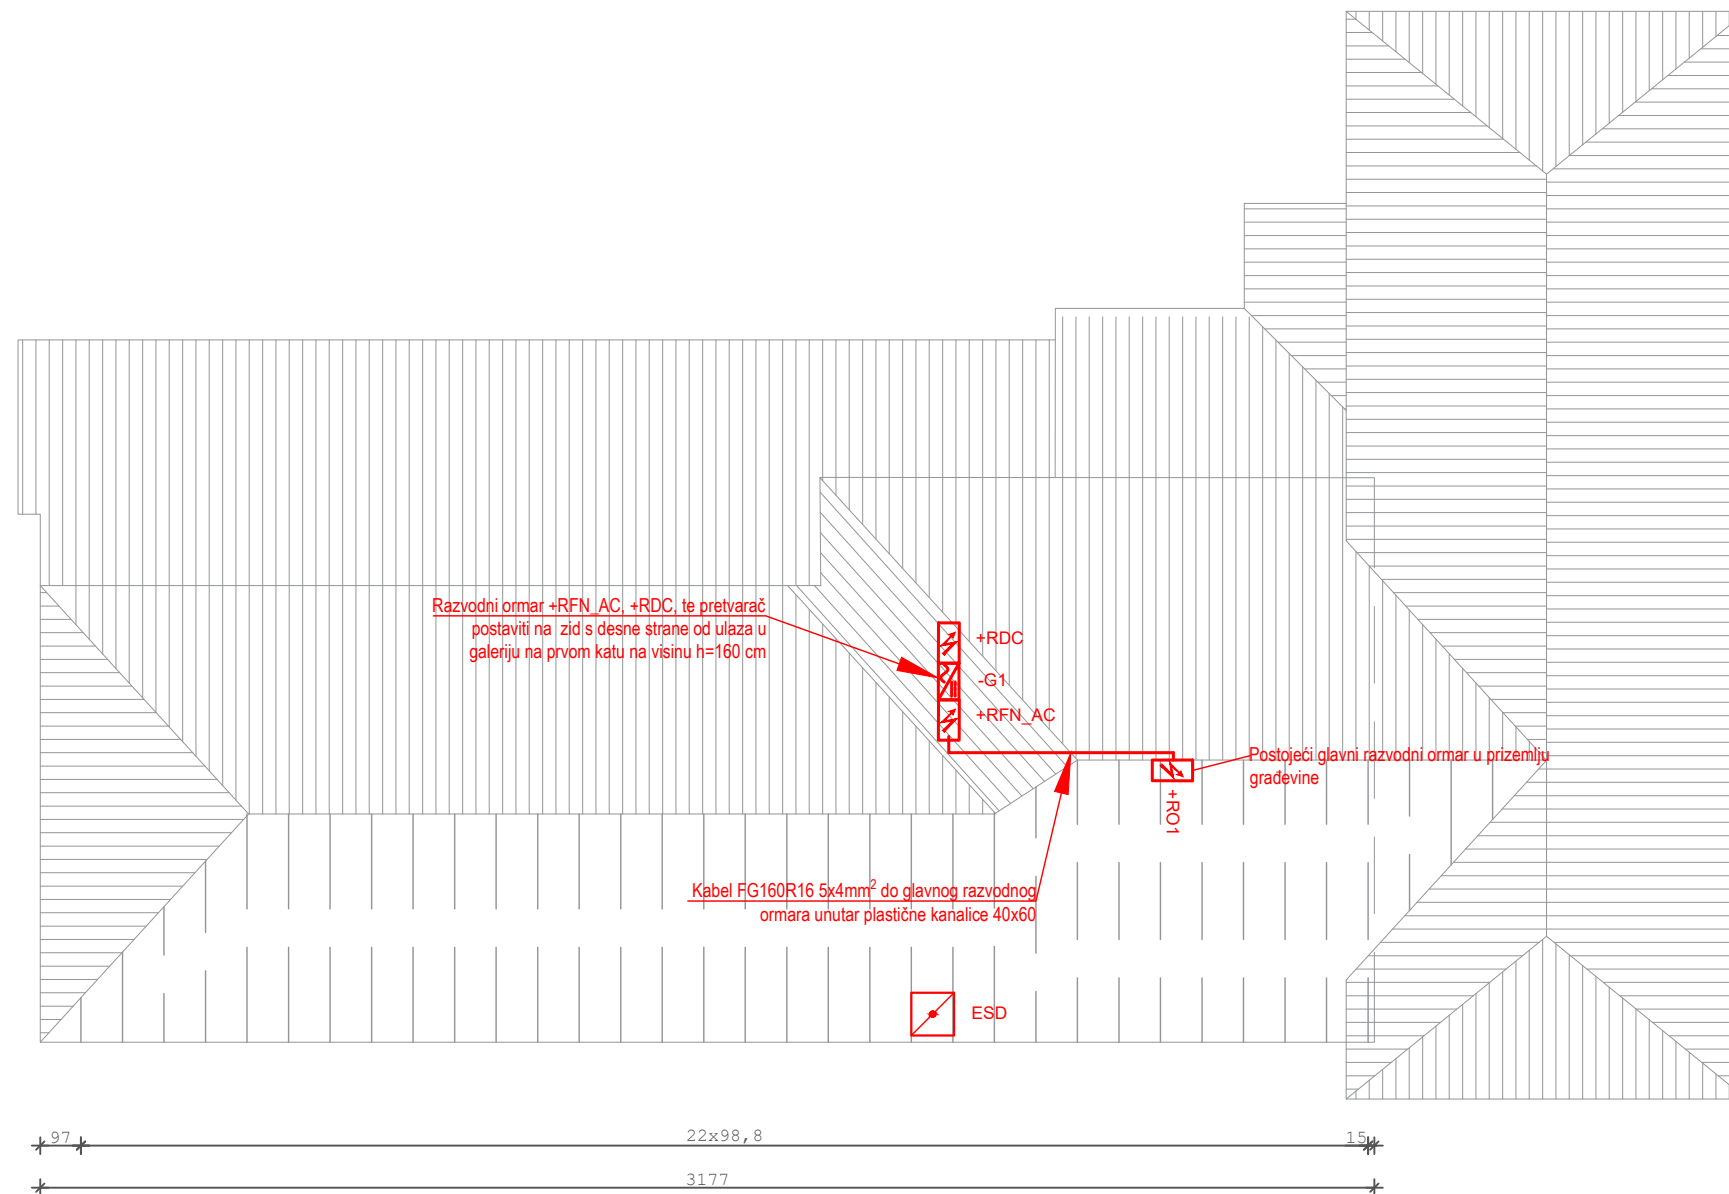 Razvodni ormar +RFN_AC, +RDC, te pretvarač
postaviti na zid s desne strane od ulaza u
galeriju na prvom katu na visinu h=160 cm
+RDC
-G1
+RFN_AC
Postojeći glavni razvodni ormar u prizemlju
građevine
+RO1
Kabel FG160R16 5x4mm² do glavnog razvodnog
ormara unutar plastične kanalice 40x60
ESD
97
22x98,8
15
3177